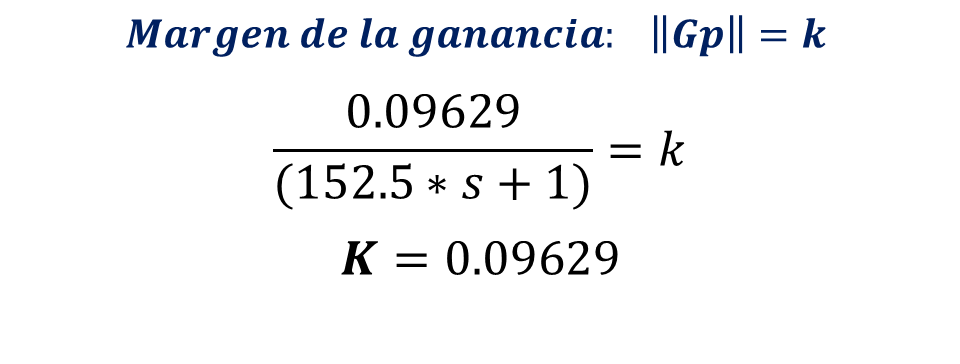 Margen de la ganancia: ‖Gp‖ = k
0.09629
(152.5 * s + 1)
= k
K = 0.09629